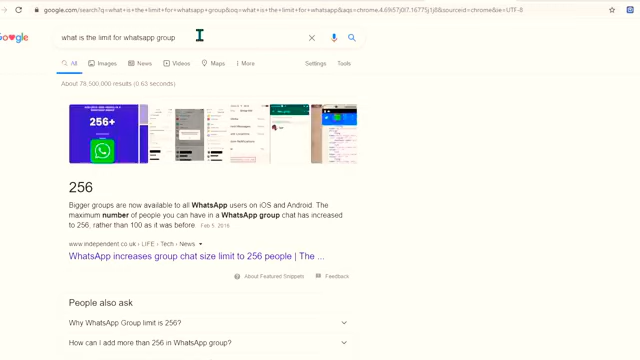 google.com/search?q=what+is+the+limit+for+whatsapp+group&oq=what+is+the+limit+for+whatsapp&aqs=chrome.4.69i57j0l7.16775j1j8&sourceid=chrome&ie=UTF-8
what is the limit for whatsapp group
All Images News Videos Maps More Settings Tools
About 78,500,000 results (0.63 seconds)
256+
256
Bigger groups are now available to all WhatsApp users on iOS and Android. The
maximum number of people you can have in a WhatsApp group chat has increased
to 256, rather than 100 as it was before. Feb 5, 2016
www.independent.co.uk › LIFE › Tech › News
WhatsApp increases group chat size limit to 256 people | The ...
About Featured Snippets Feedback
People also ask
Why WhatsApp Group limit is 256?
How can I add more than 256 in WhatsApp group?